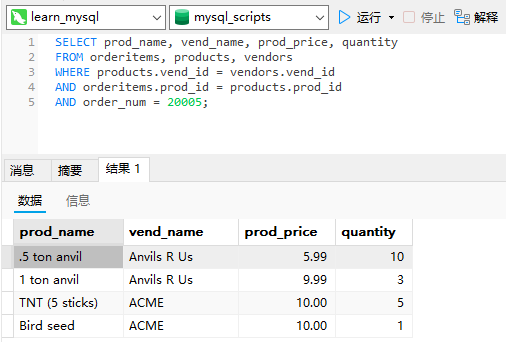 learn_mysql mysql_scripts 运行 停止 解释
1 SELECT prod_name, vend_name, prod_price, quantity
2 FROM orderitems, products, vendors
3 WHERE products.vend_id = vendors.vend_id
4 AND orderitems.prod_id = products.prod_id
5 AND order_num = 20005;
消息 摘要 结果 1
数据 信息
prod_name vend_name prod_price quantity
.5 ton anvil Anvils R Us 5.99 10
1 ton anvil Anvils R Us 9.99 3
TNT (5 sticks) ACME 10.00 5
Bird seed ACME 10.00 1